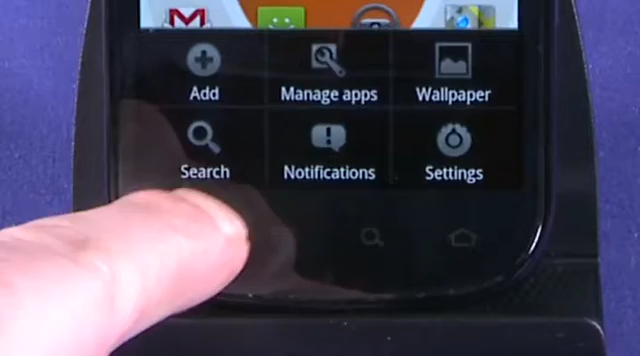 Add
Manage apps
Wallpaper
Search
Notifications
Settings